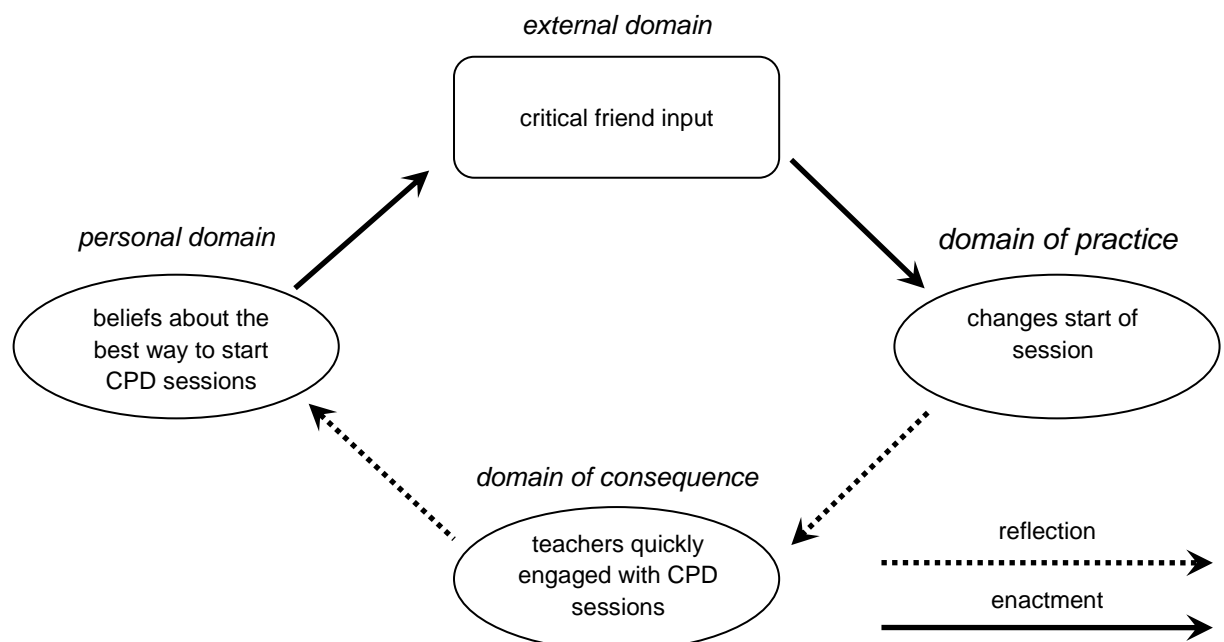 external domain
critical friend input
personal domain
domain of practice
beliefs about the
best way to start
CPD sessions
changes start of
session
domain of consequence
teachers quickly
engaged with CPD
sessions
reflection
enactment